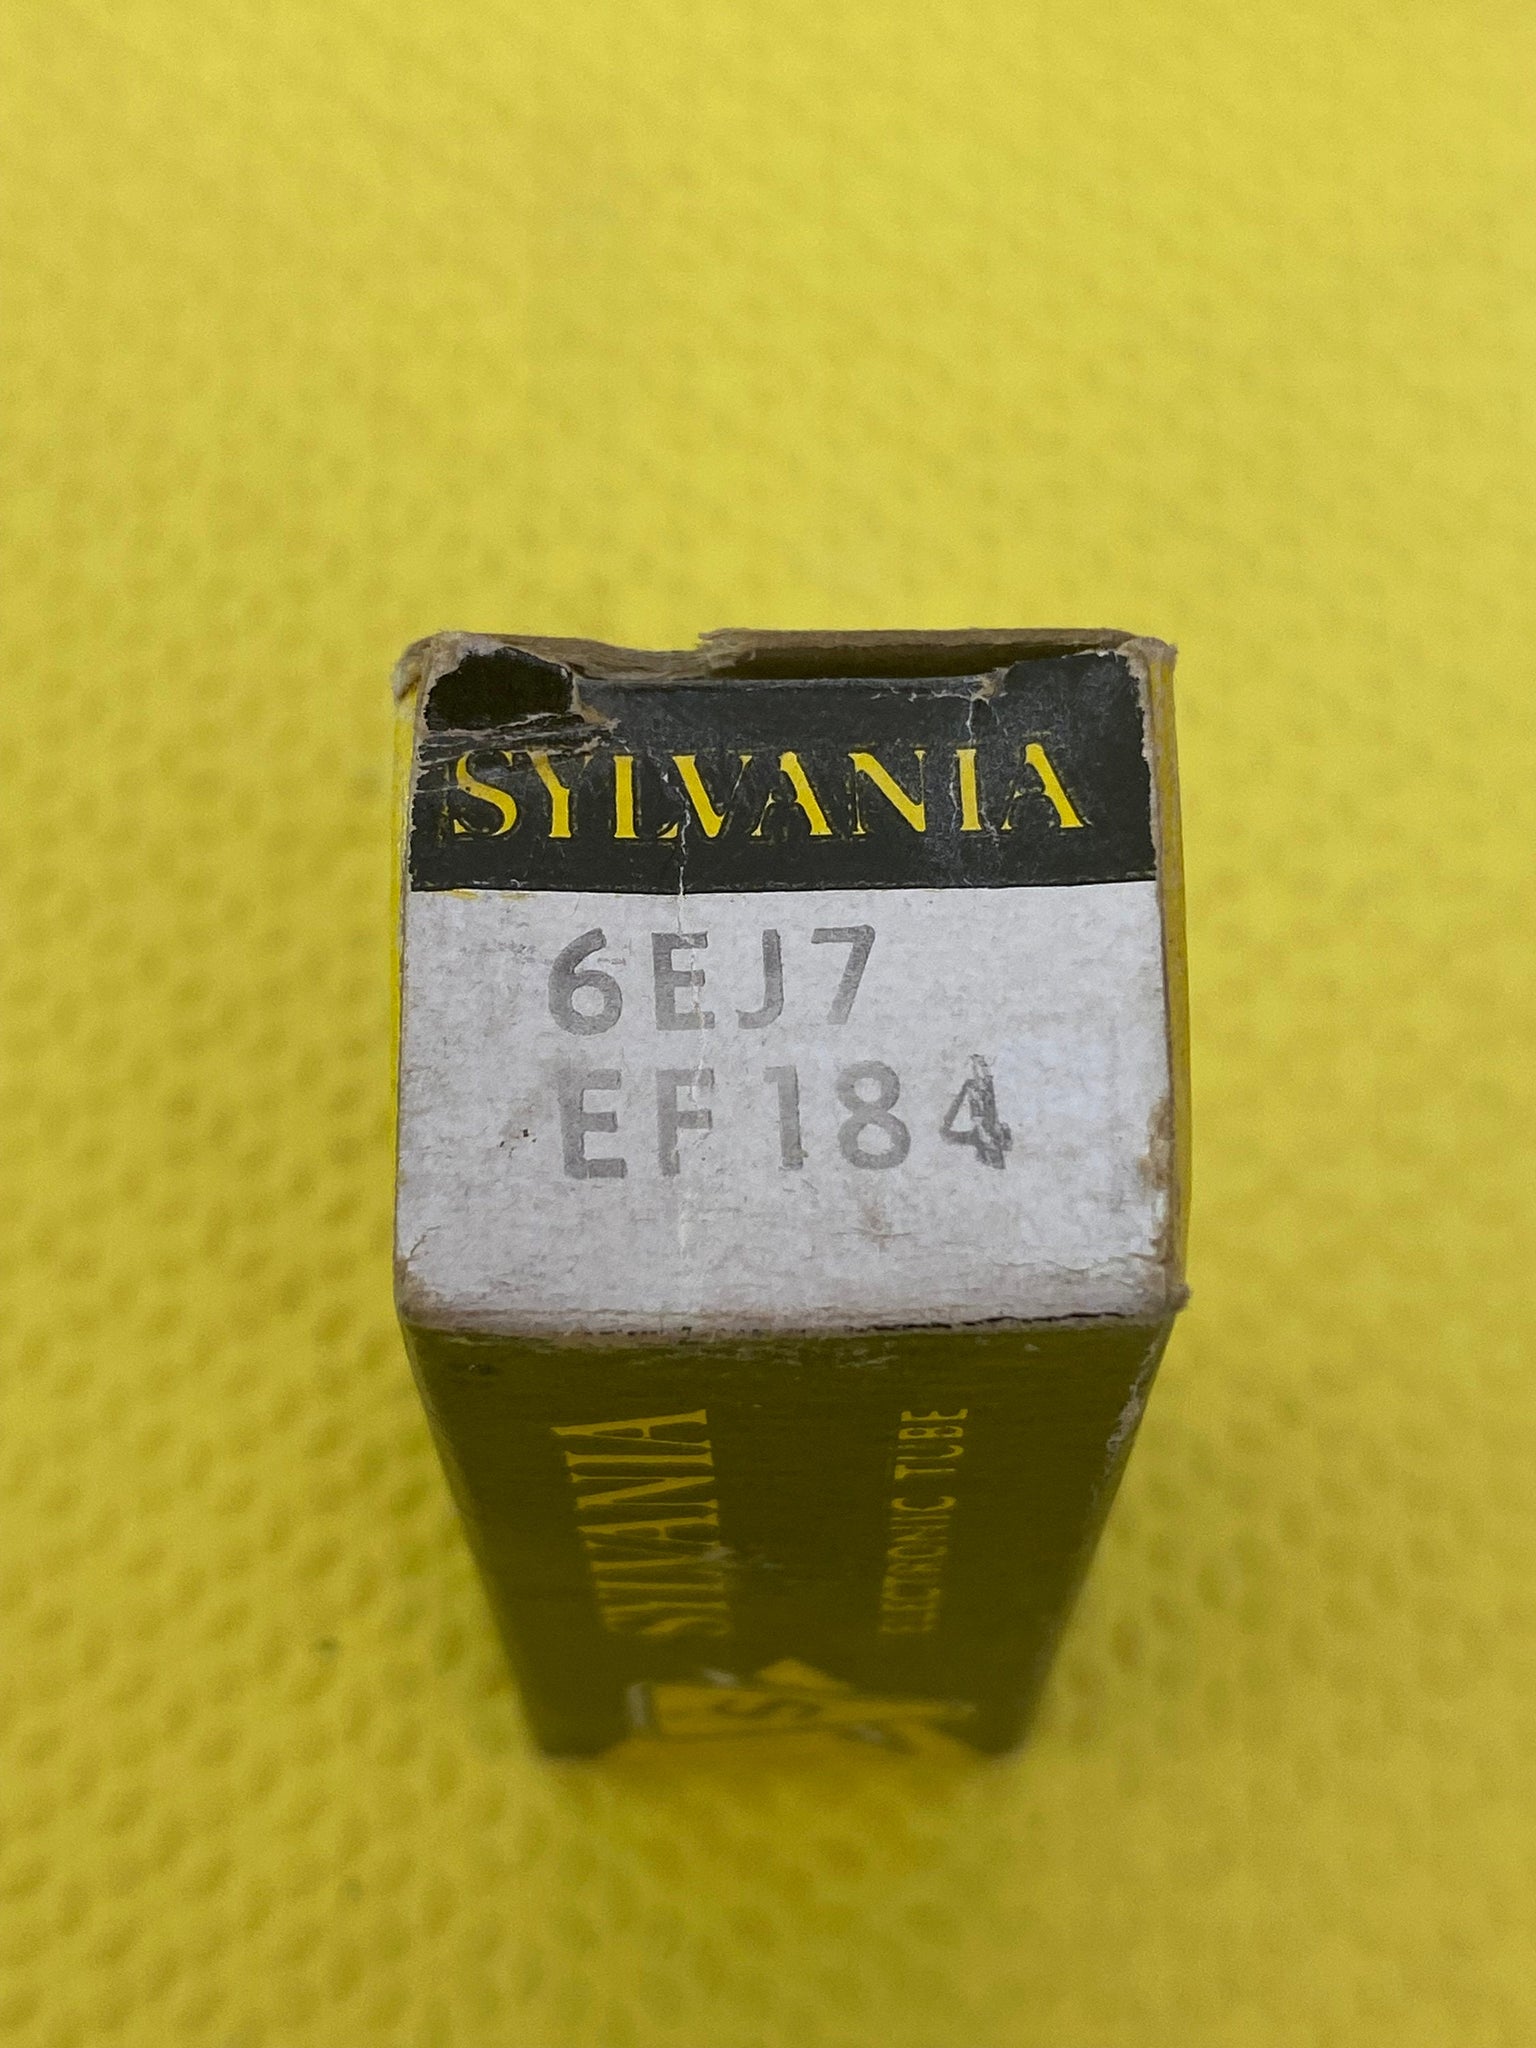 SYLVANIA
6EJ7
EF184
SYLVANIA
ELECTRONIC TUBE
S